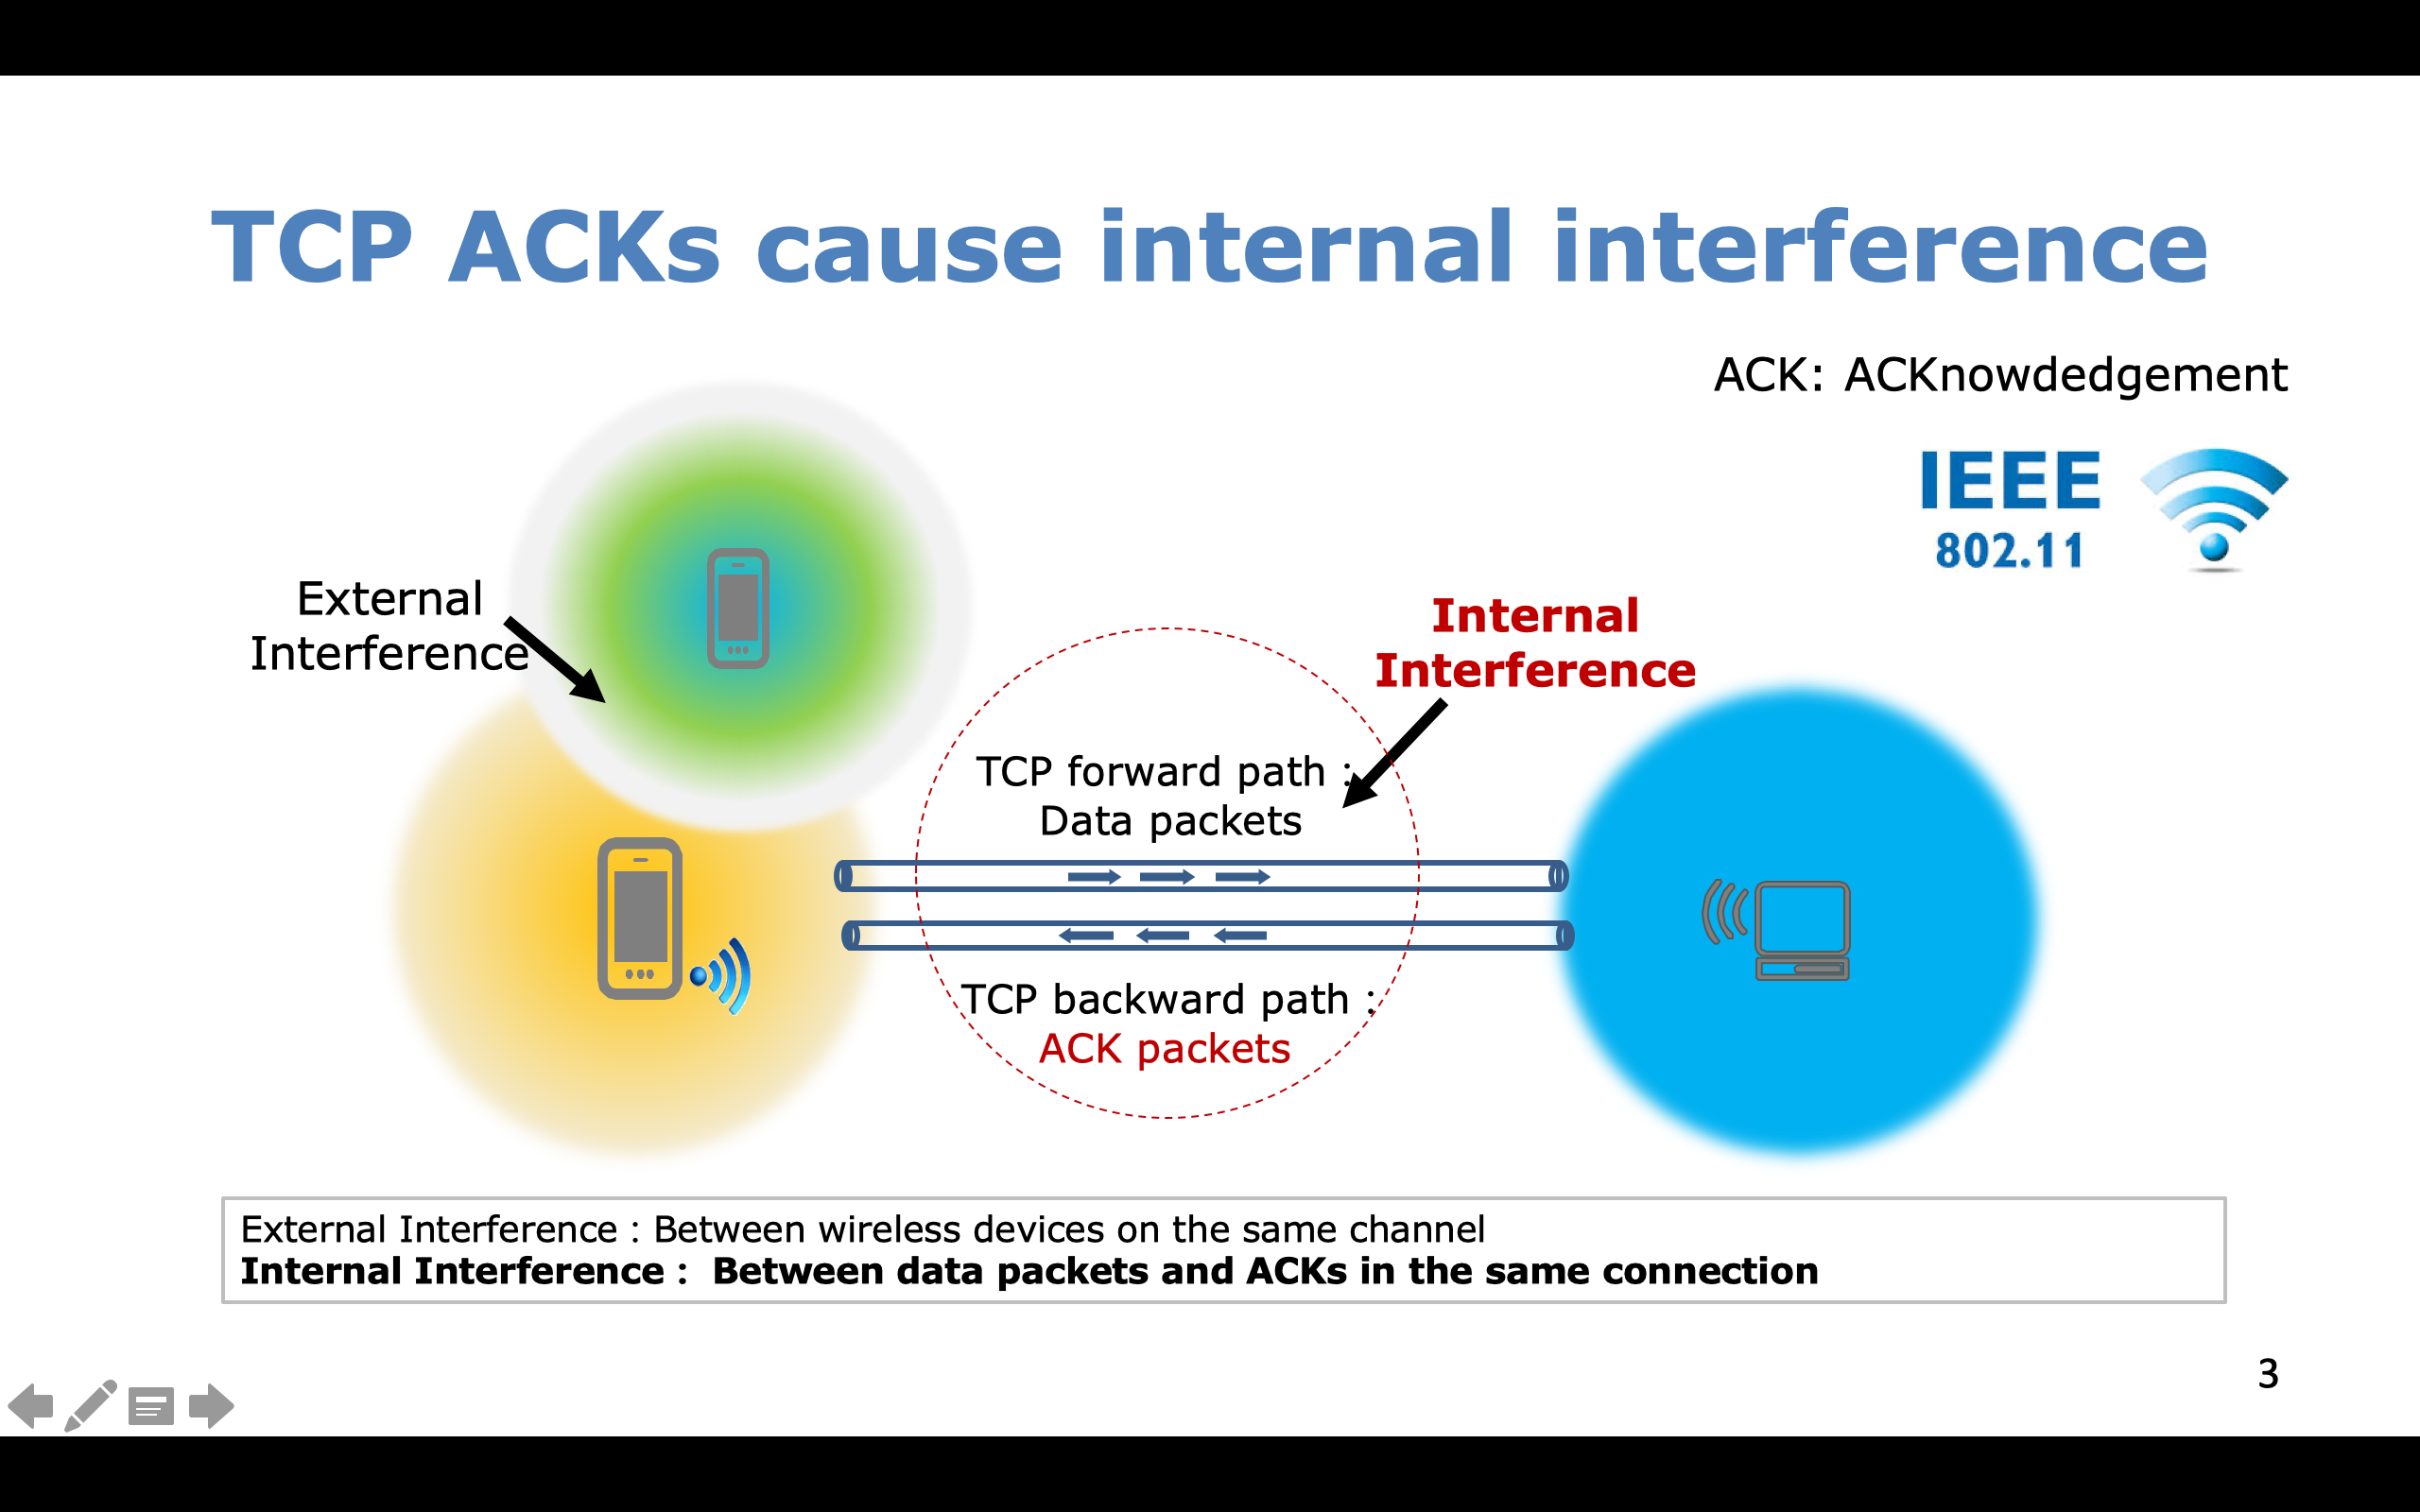 TCP ACKs cause internal interference
ACK: ACKnowdedgement
IEEE
802.11
External
Interference
Internal
Interference
TCP forward path :
Data packets
TCP backward path :
ACK packets
External Interference : Between wireless devices on the same channel
Internal Interference : Between data packets and ACKs in the same connection
3